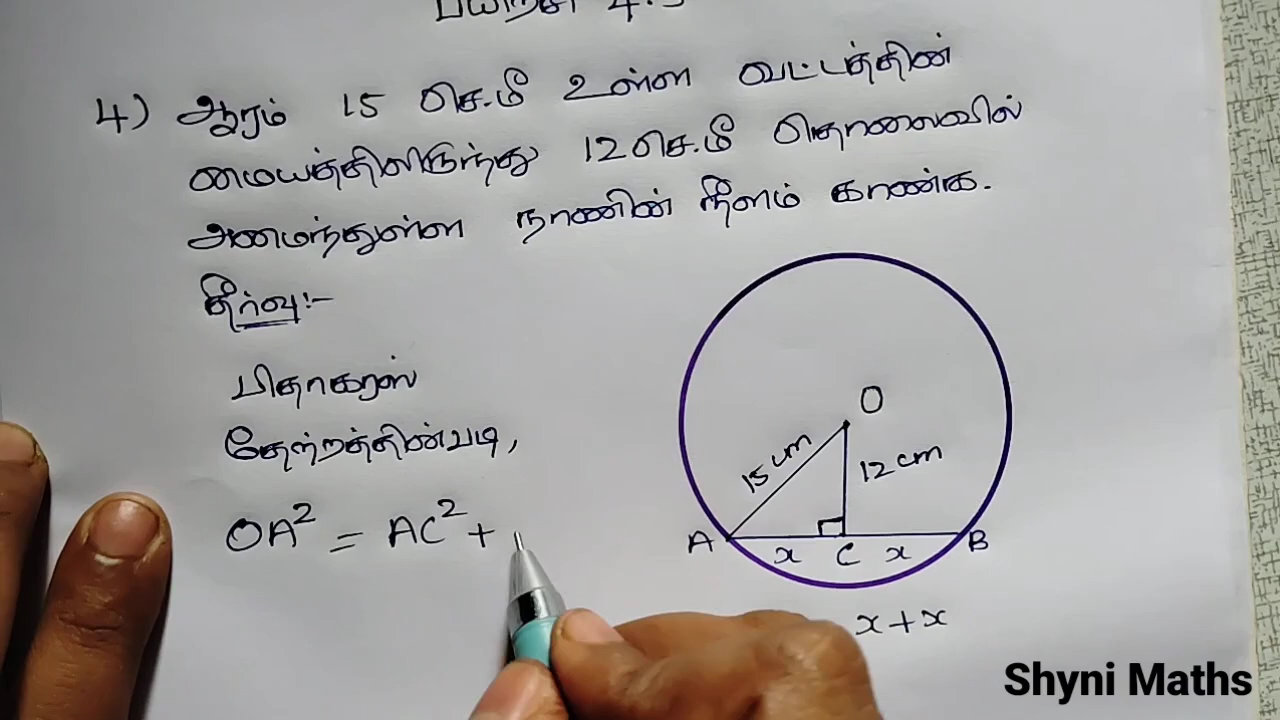 பயிற்சி 4.3
4) ஆரம் 15 செ.மீ உள்ள வட்டத்தின்
மையத்திலிருந்து 12 செ.மீ தொலைவில்
அமைந்துள்ள நாணின் நீளம் காண்க.
தீர்வு:-
பிதாகரஸ்
தேற்றத்தின்படி,
OA² = AC² +
O
15 cm
12 cm
A x C x B
x + x
Shyni Maths